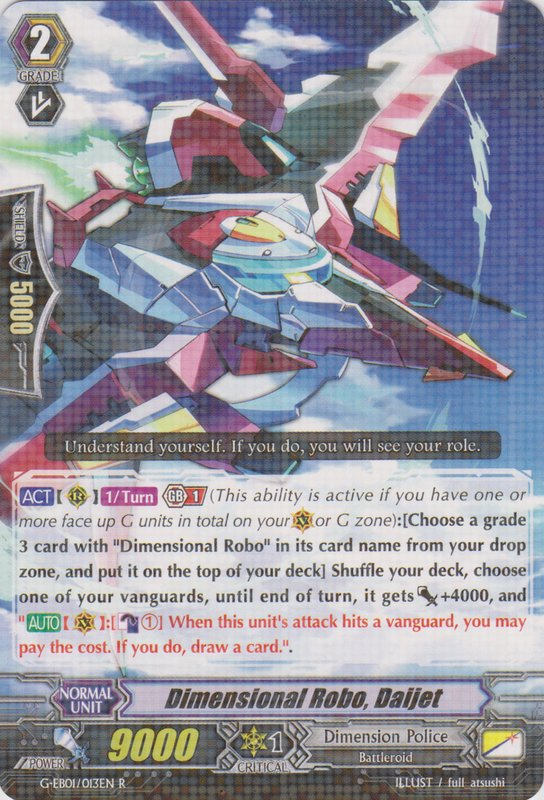 2
GRADE
SHIELD
5000
Understand yourself. If you do, you will see your role.
ACT【 R 】 1/Turn GB 1 (This ability is active if you have one or
more face up G units in total on your V or G zone):[Choose a grade
3 card with "Dimensional Robo" in its card name from your drop
zone, and put it on the top of your deck] Shuffle your deck, choose
one of your vanguards, until end of turn, it gets +4000, and
"AUTO【 V 】:[①] When this unit's attack hits a vanguard, you may
pay the cost. If you do, draw a card.".
NORMAL
UNIT
Dimensional Robo, Daijet
POWER
9000
1
CRITICAL
Dimension Police
Battleroid
G-EB01/013EN R
ILLUST / full_atsushi